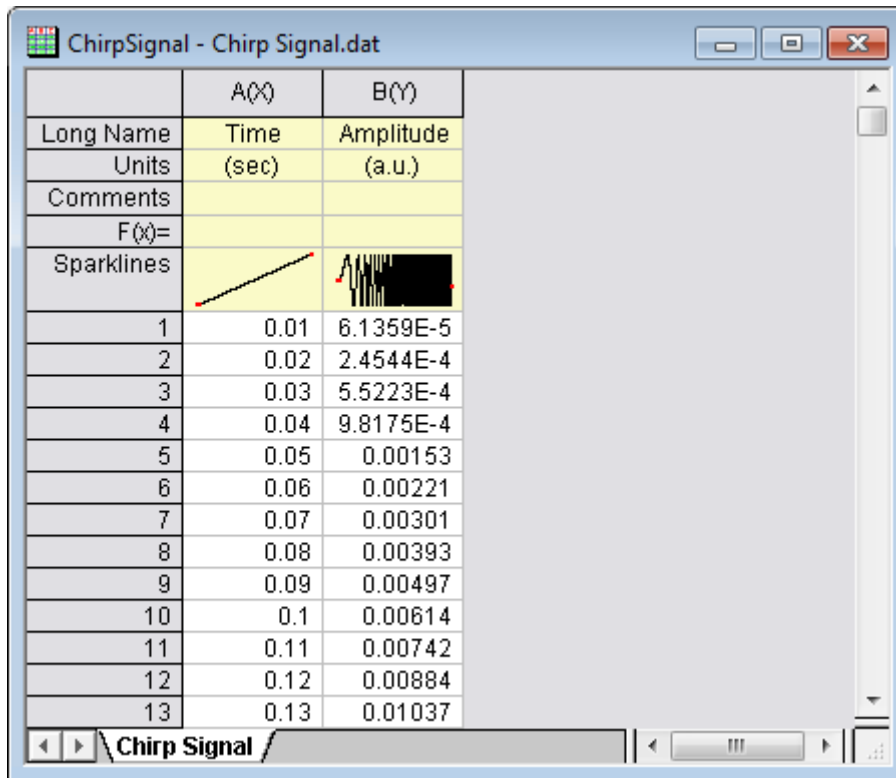 ChirpSignal - Chirp Signal.dat
A(X) B(Y)
Long Name Time Amplitude
Units (sec) (a.u.)
Comments
F(x)=
Sparklines
1 0.01 6.1359E-5
2 0.02 2.4544E-4
3 0.03 5.5223E-4
4 0.04 9.8175E-4
5 0.05 0.00153
6 0.06 0.00221
7 0.07 0.00301
8 0.08 0.00393
9 0.09 0.00497
10 0.1 0.00614
11 0.11 0.00742
12 0.12 0.00884
13 0.13 0.01037
Chirp Signal